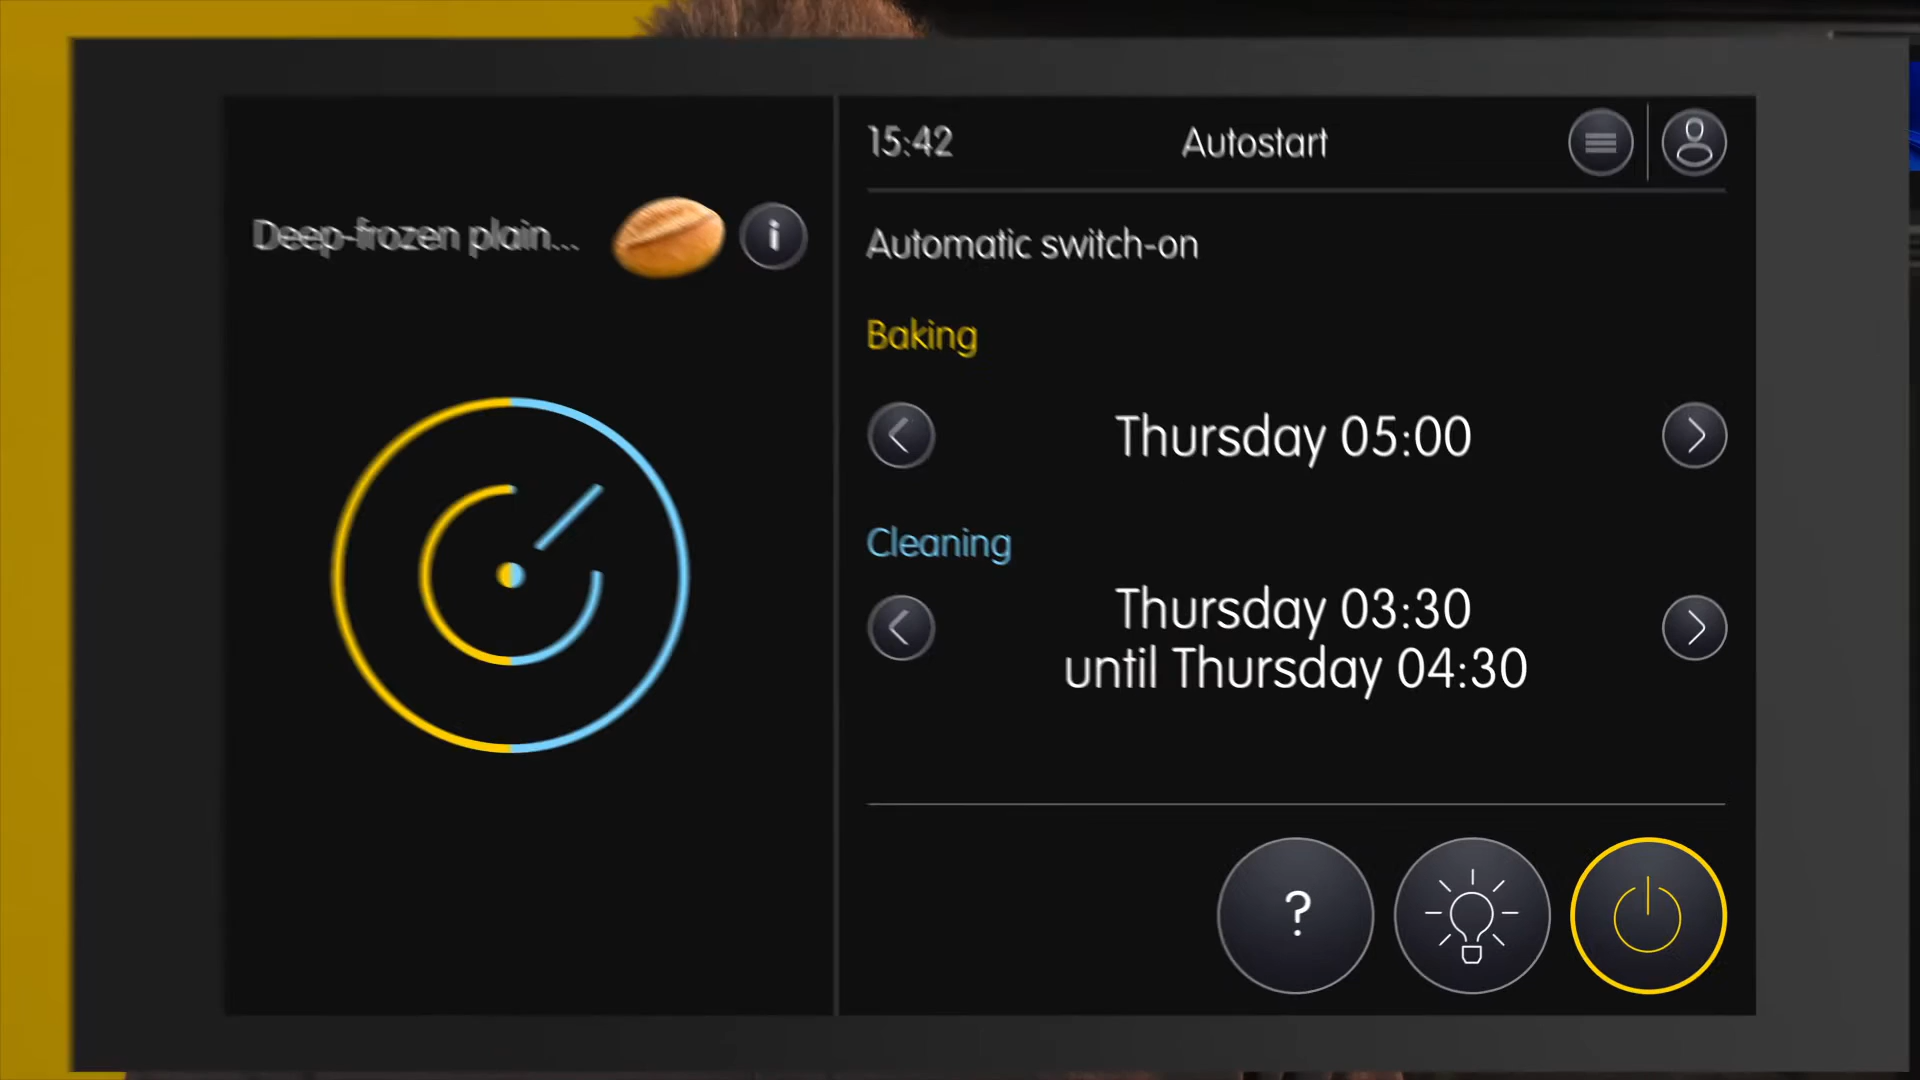 Deep-frozen plain...
i
15:42
Autostart
Automatic switch-on
Baking
Thursday 05:00
Cleaning
Thursday 03:30
until Thursday 04:30
?